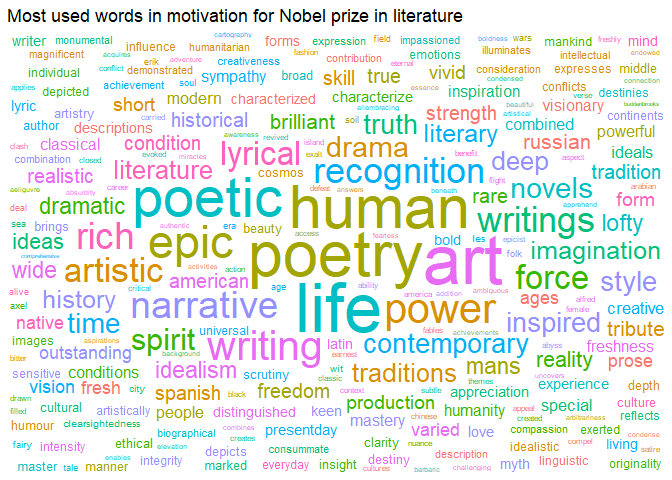 Most used words in motivation for Nobel prize in literature
cartography
writer monumental acquires influence humanitarian forms expression field impassioned boldness wars mankind freshly mind
fashion emotions illuminates intellectual endowed
magnificent conflict erik adventure creativeness contribution eternal consideration expresses middle
individual demonstrated sympathy broad skill true vivid condensed conflicts connection
applies achievement soul essence inspiration verse destinies
depicted modern characterized characterize beautiful artistical visionary buddenbrooks
lyric artistry short strength allembracing continents
author carried historical brilliant truth literary combined powerful
clash descriptions awareness revived soil island russian ideals
classical condition lyrical drama benefit aspect
combination closed evoked miracles exalt deep tradition
realistic literature cosmos recognition flight arabian
aeliguvre absurdity career defeat answers beneath apprehend
deal dramatic poetic human rare novels form
authentic beauty access fearless epicist
sea brings rich epic poetry art writings lofty
ideas era bold les folk
comprehensive activities action ability imagination
wide artistic american age america addition ambiguous force style
alive critical life alfred
axel history narrative power ages female creative
native time universal fables achievements inspired tribute
images aspirations spirit writing latin earnest abyss freshness
bitter outstanding background wit contemporary mans reality prose
sensitive conditions idealism scrutiny classic traditions themes uncovers
vision fresh city spanish black freedom context subtle appreciation experience depth
drawn cultural artistically production humanity special culture
filled clearsightedness people distinguished keen chinese appeal created arbitrariness reflects
humour biographical combines mastery varied love compassion exerted
fairy ethical elevation creates consummate presentday clarity nuance idealistic compel condense living
intensity depicts description satire
master tale enables integrity marked everyday insight destiny cultures barbaric challenging myth linguistic originality
manner